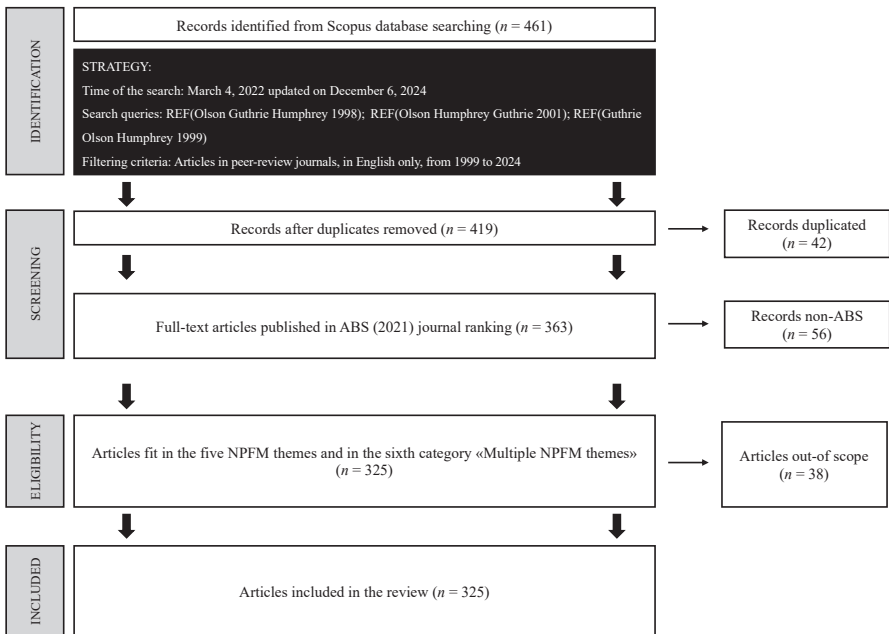 IDENTIFICATION
Records identified from Scopus database searching (n = 461)
STRATEGY:
Time of the search: March 4, 2022 updated on December 6, 2024
Search queries: REF(Olson Guthrie Humphrey 1998); REF(Olson Humphrey Guthrie 2001); REF(Guthrie
Olson Humphrey 1999)
Filtering criteria: Articles in peer-review journals, in English only, from 1999 to 2024
SCREENING
Records after duplicates removed (n = 419)
Records duplicated
(n = 42)
Full-text articles published in ABS (2021) journal ranking (n = 363)
Records non-ABS
(n = 56)
ELIGIBILITY
Articles fit in the five NPFM themes and in the sixth category «Multiple NPFM themes»
(n = 325)
Articles out-of scope
(n = 38)
INCLUDED
Articles included in the review (n = 325)